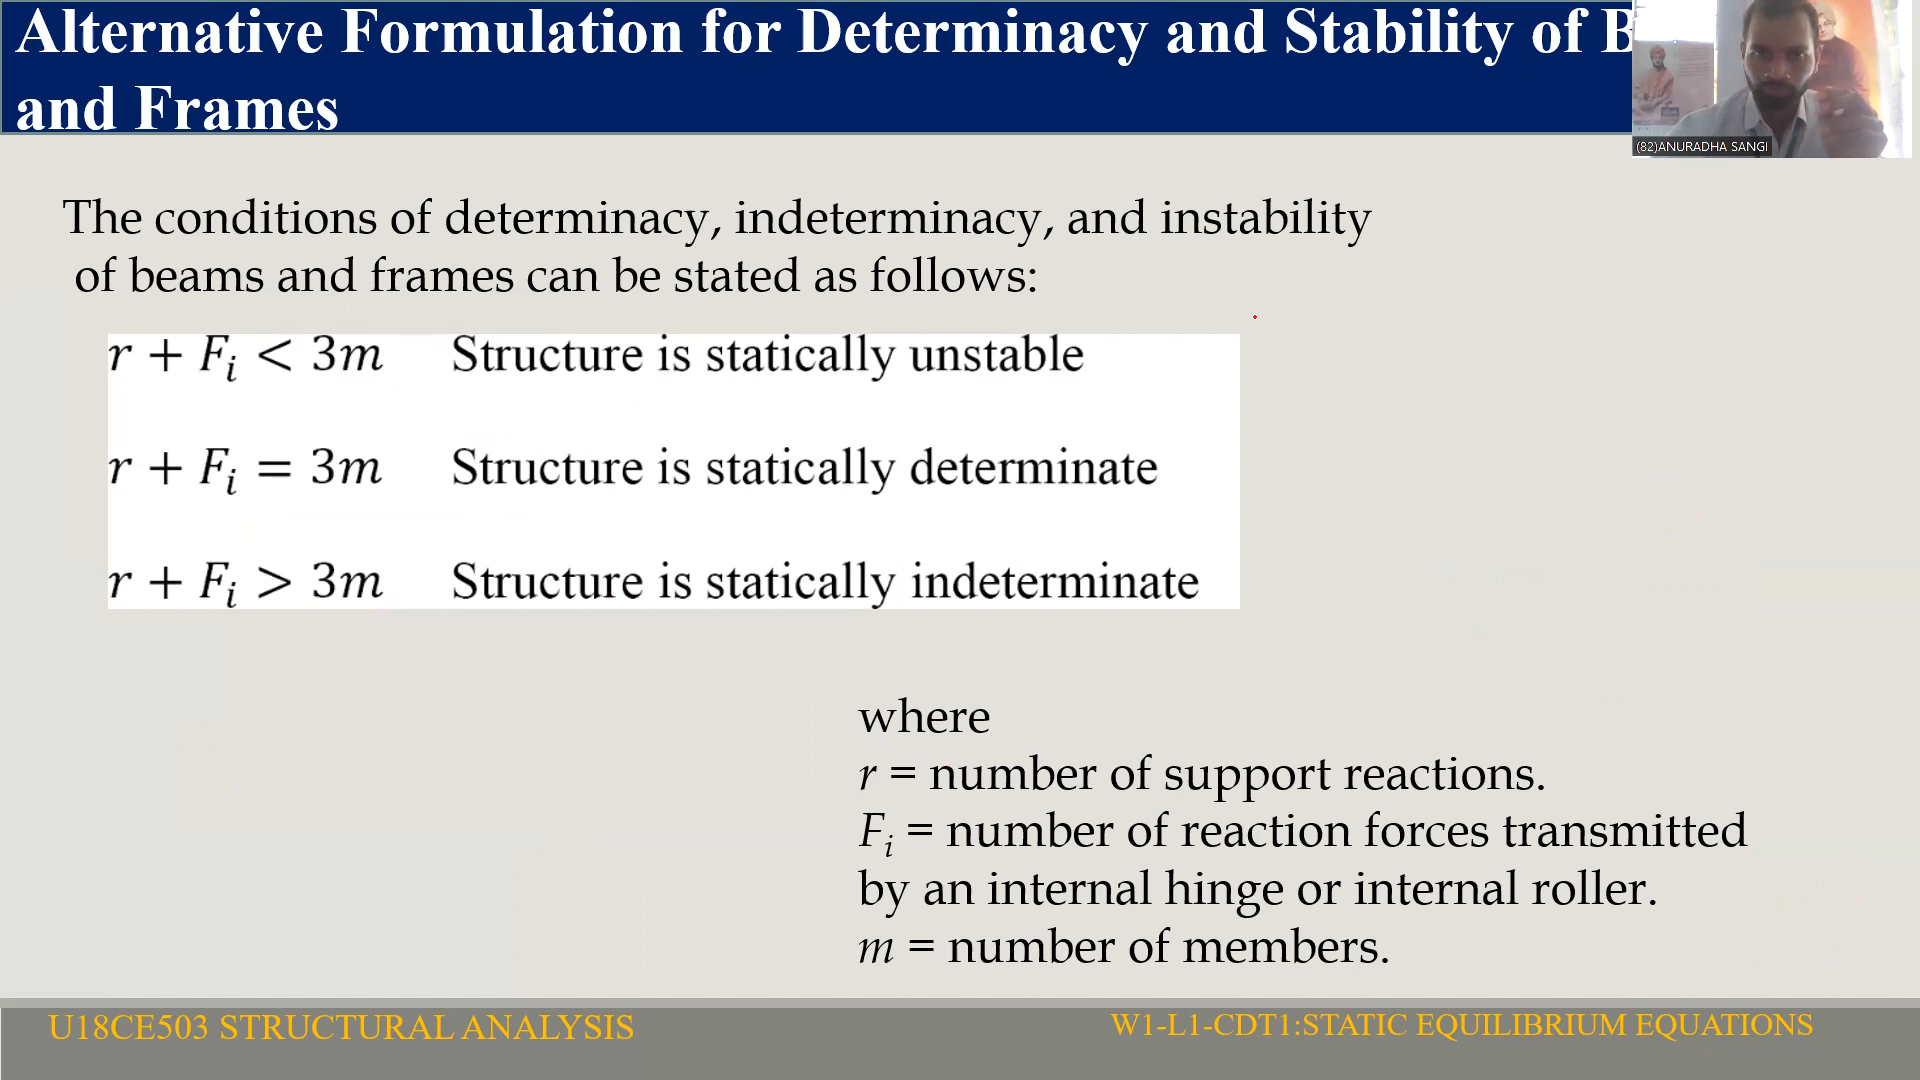 Alternative Formulation for Determinacy and Stability of B
and Frames
(82)ANURADHA SANGI
The conditions of determinacy, indeterminacy, and instability
of beams and frames can be stated as follows:
r + Fᵢ < 3m Structure is statically unstable
r + Fᵢ = 3m Structure is statically determinate
r + Fᵢ > 3m Structure is statically indeterminate
where
r = number of support reactions.
Fᵢ = number of reaction forces transmitted
by an internal hinge or internal roller.
m = number of members.
U18CE503 STRUCTURAL ANALYSIS
W1-L1-CDT1:STATIC EQUILIBRIUM EQUATIONS